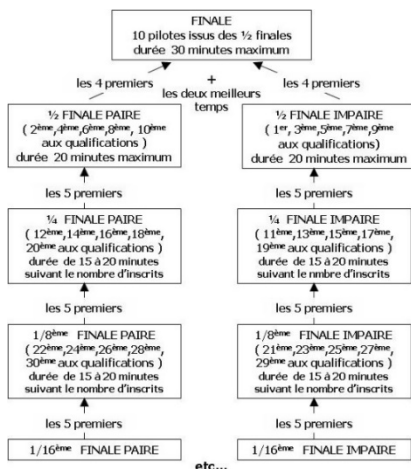 FINALE
10 pilotes issus des ½ finales
durée 30 minutes maximum
les 4 premiers
+
les 4 premiers
les deux meilleurs
temps
½ FINALE PAIRE
( 2ème,4ème,6ème,8ème, 10ème
aux qualifications )
durée 20 minutes maximum
½ FINALE IMPAIRE
( 1er, 3ème,5ème,7ème,9ème
aux qualifications)
durée 20 minutes maximum
les 5 premiers
les 5 premiers
¼ FINALE PAIRE
( 12ème,14ème,16ème,18ème,
20ème aux qualifications )
durée de 15 à 20 minutes
suivant le nombre d'inscrits
¼ FINALE IMPAIRE
( 11ème,13ème,15ème,17ème,
19ème aux qualifications )
durée de 15 à 20 minutes
suivant le nmbre d'inscrits
les 5 premiers
les 5 premiers
1/8ème FINALE PAIRE
( 22ème,24ème,26ème,28ème,
30ème aux qualifications )
durée de 15 à 20 minutes
suivant le nombre d'inscrits
1/8ème FINALE IMPAIRE
( 21ème,23ème,25ème,27ème,
29ème aux qualifications )
durée de 15 à 20 minutes
suivant le nombre d'inscrits
les 5 premiers
les 5 premiers
1/16ème FINALE PAIRE
1/16ème FINALE IMPAIRE
etc...